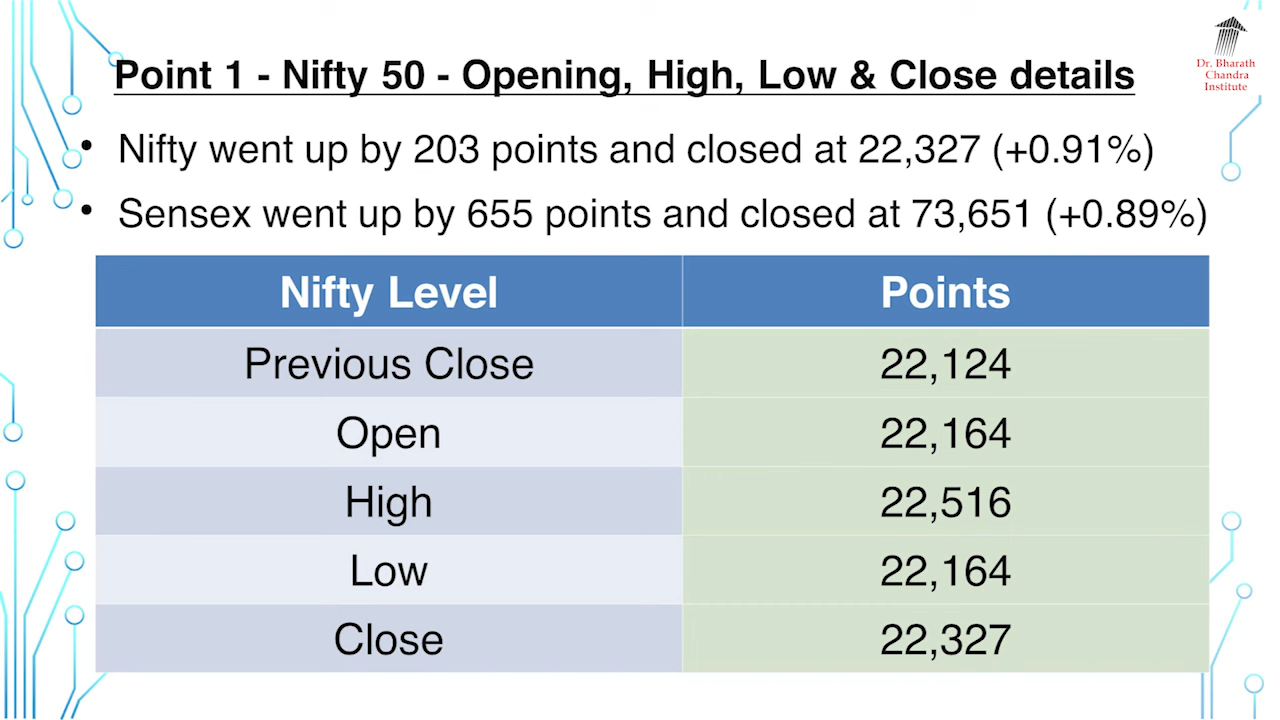 Dr. Bharath
Chandra
Institute
Point 1 - Nifty 50 - Opening, High, Low & Close details
• Nifty went up by 203 points and closed at 22,327 (+0.91%)
• Sensex went up by 655 points and closed at 73,651 (+0.89%)
Nifty Level Points
Previous Close 22,124
Open 22,164
High 22,516
Low 22,164
Close 22,327